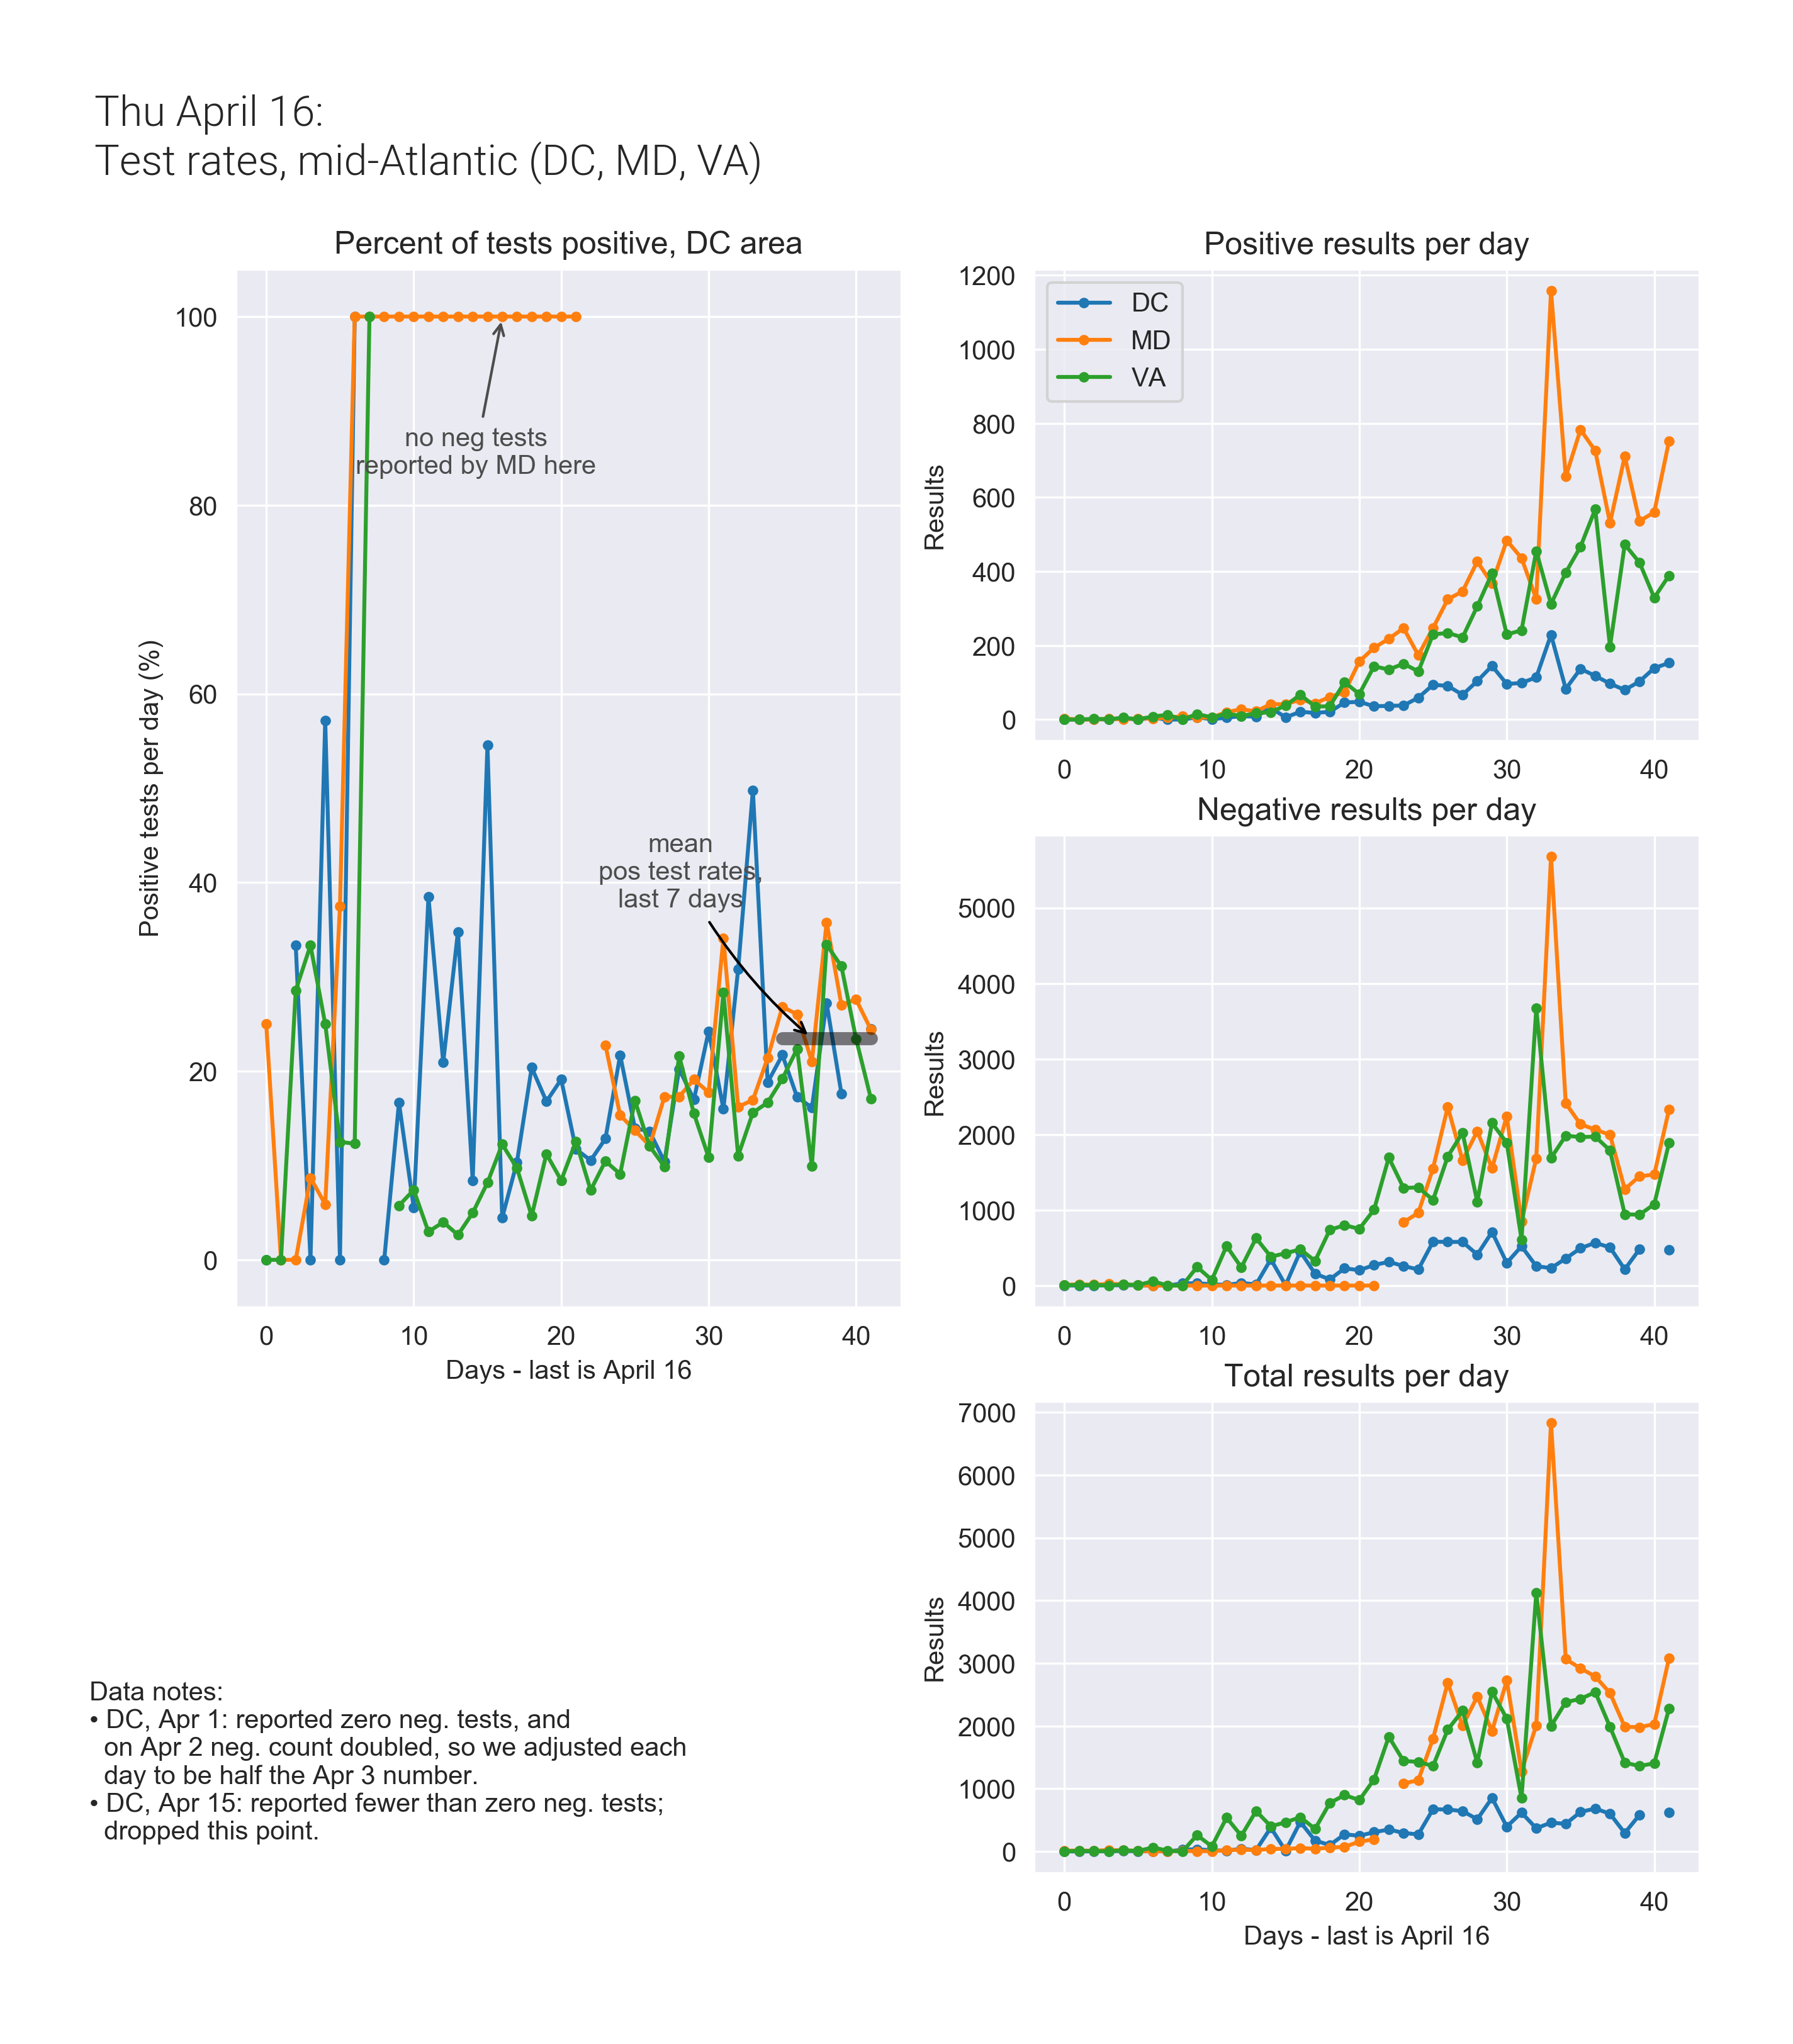 Thu April 16:
Test rates, mid-Atlantic (DC, MD, VA)
Percent of tests positive, DC area
Positive tests per day (%)
100
80
60
40
20
0
no neg tests
reported by MD here
mean
pos test rates,
last 7 days
0 10 20 30 40
Days - last is April 16
Positive results per day
Results
1200
1000
800
600
400
200
0
DC
MD
VA
0 10 20 30 40
Negative results per day
Results
5000
4000
3000
2000
1000
0
0 10 20 30 40
Total results per day
Results
7000
6000
5000
4000
3000
2000
1000
0
0 10 20 30 40
Days - last is April 16
Data notes:
• DC, Apr 1: reported zero neg. tests, and
on Apr 2 neg. count doubled, so we adjusted each
day to be half the Apr 3 number.
• DC, Apr 15: reported fewer than zero neg. tests;
dropped this point.